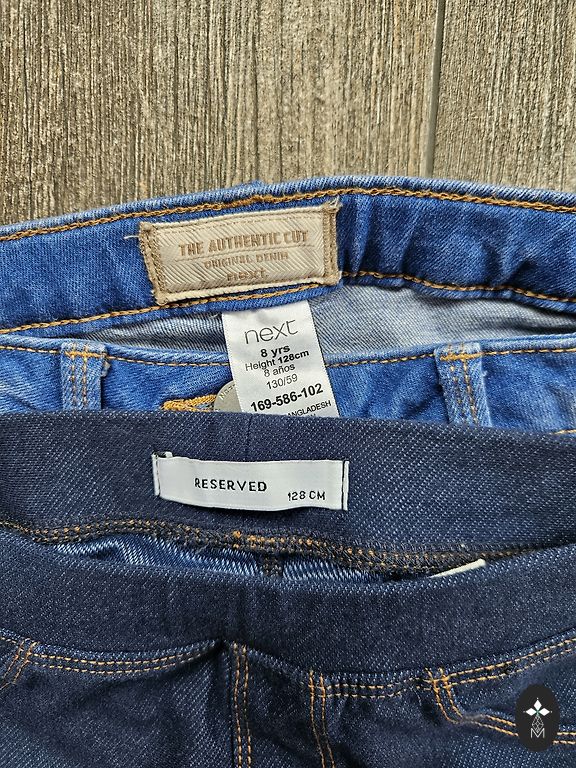 THE AUTHENTIC CUT
ORIGINAL DENIM
NEXT
next
8 yrs
Height 128cm
8 años
130/59
169-586-102
BANGLADESH
RESERVED
128 CM
M